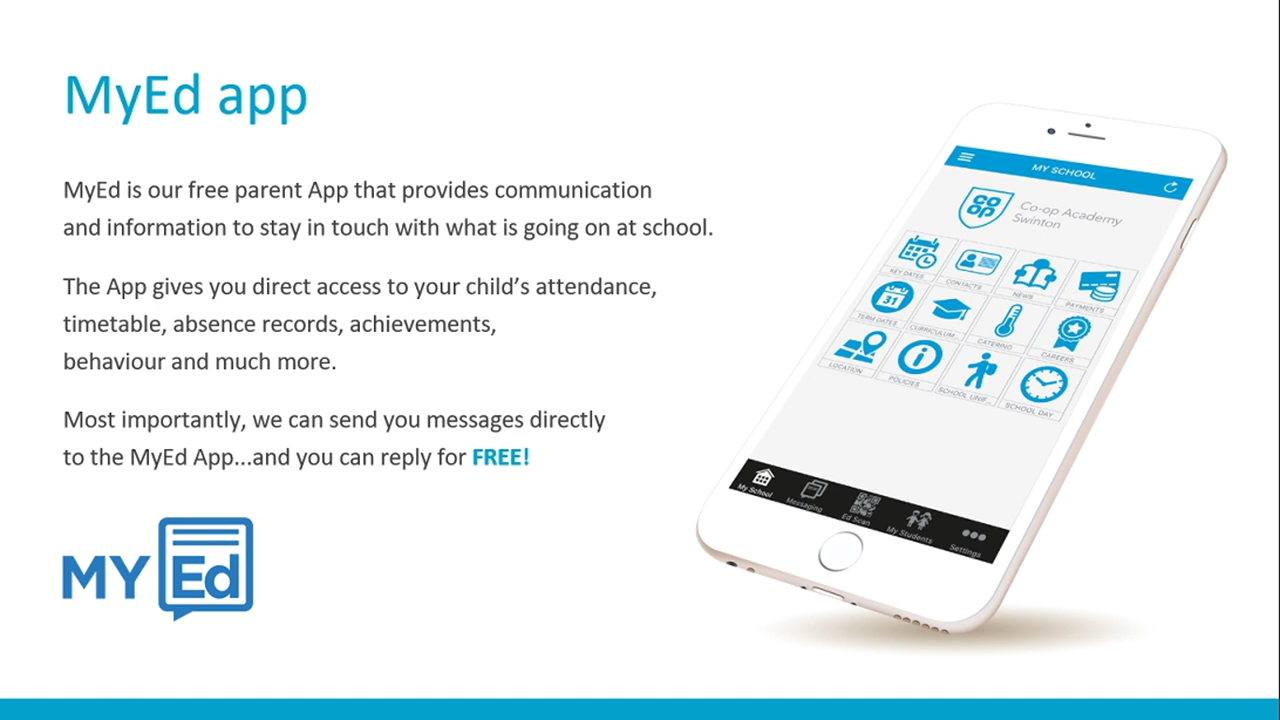 MyEd app
MyEd is our free parent App that provides communication
and information to stay in touch with what is going on at school.
The App gives you direct access to your child’s attendance,
timetable, absence records, achievements,
behaviour and much more.
Most importantly, we can send you messages directly
to the MyEd App...and you can reply for FREE!
MY Ed
MY SCHOOL
co
op
Co-op Academy
Swinton
KEY DATES
CONTACTS
NEWS
PAYMENTS
31
TERM DATES
CURRICULUM...
CATERING
CAREERS
LOCATION
POLICIES
SCHOOL UNIF...
SCHOOL DAY
My School
Messaging
Ed Scan
My Students
Settings